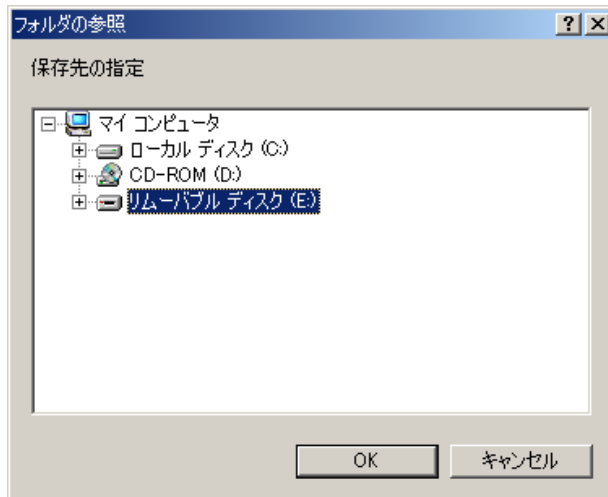 フォルダの参照
保存先の指定
マイ コンピュータ
ローカル ディスク (C:)
CD-ROM (D:)
リムーバブル ディスク (E:)
OK キャンセル